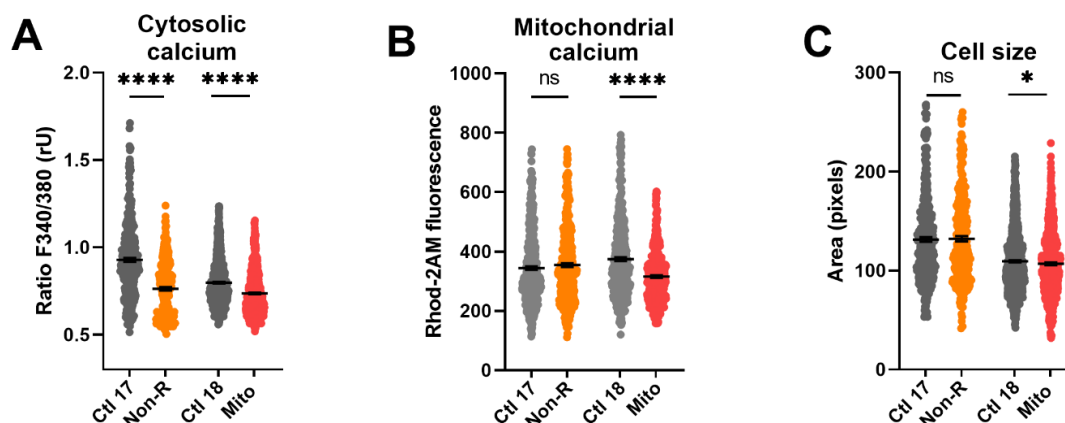 A
Cytosolic
calcium
**** ****
2.0
1.5
1.0
0.5
Ratio F340/380 (rU)
Ctl 17
Non-R
Ctl 18
Mito
B
Mitochondrial
calcium
ns ****
1000
800
600
400
200
0
Rhod-2AM fluorescence
Ctl 17
Non-R
Ctl 18
Mito
C
Cell size
ns *
300
200
100
0
Area (pixels)
Ctl 17
Non-R
Ctl 18
Mito